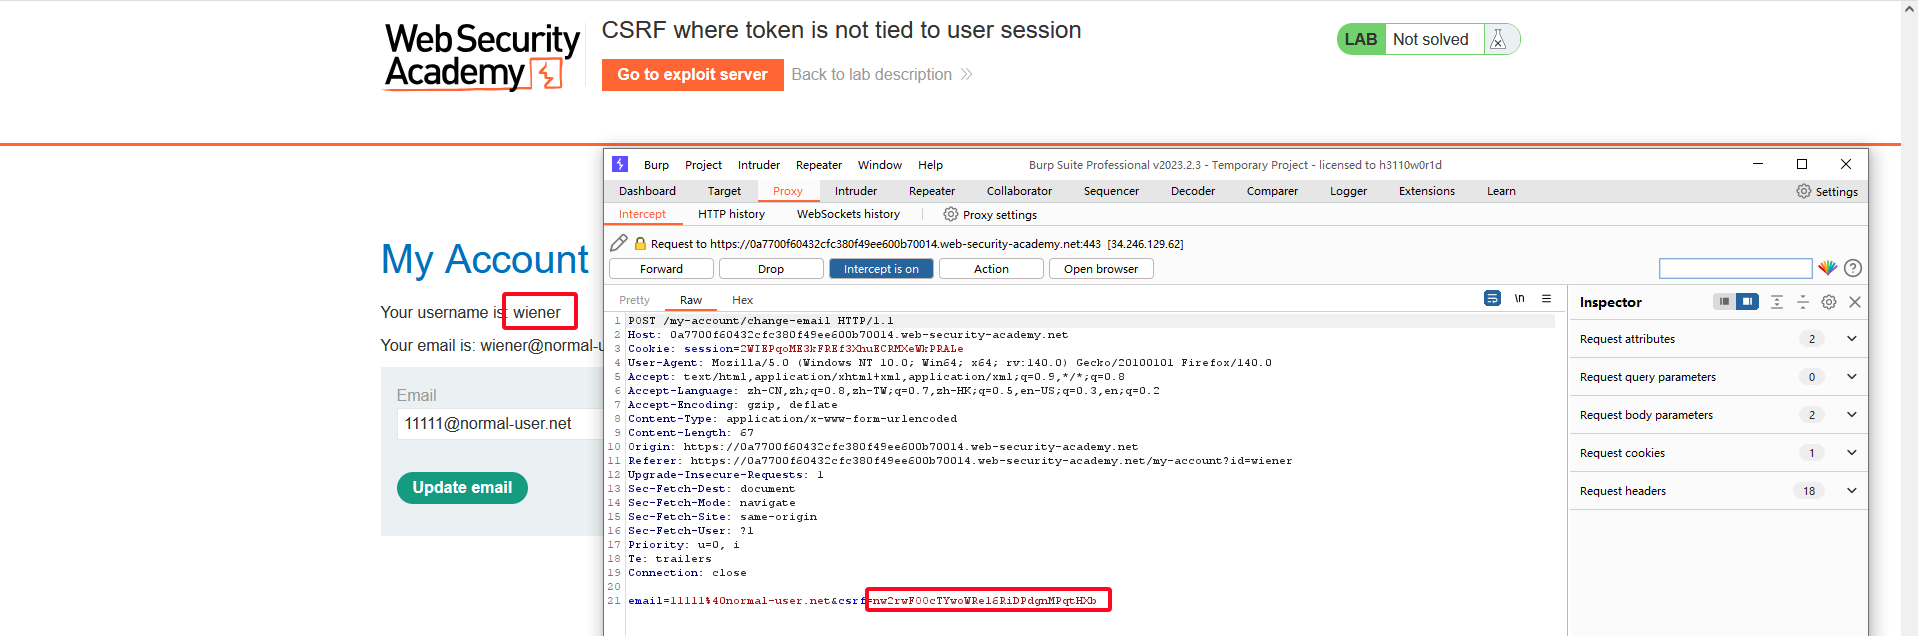 Web Security
Academy
CSRF where token is not tied to user session
Go to exploit server
Back to lab description
LAB
Not solved
My Account
Your username is: wiener
Your email is: wiener@normal-u
Email
11111@normal-user.net
Update email
Burp Project Intruder Repeater Window Help
Burp Suite Professional v2023.2.3 - Temporary Project - licensed to h3110w0r1d
Dashboard Target Proxy Intruder Repeater Collaborator Sequencer Decoder Comparer Logger Extensions Learn
Settings
Intercept HTTP history WebSockets history Proxy settings
Request to https://0a7700f60432cfc380f49ee600b70014.web-security-academy.net:443 [34.246.129.62]
Forward Drop Intercept is on Action Open browser
Pretty Raw Hex
\n
1 POST /my-account/change-email HTTP/1.1
2 Host: 0a7700f60432cfc380f49ee600b70014.web-security-academy.net
3 Cookie: session=2WIEPqoME3kFREf3XhuECRMXeWkPRALe
4 User-Agent: Mozilla/5.0 (Windows NT 10.0; Win64; x64; rv:140.0) Gecko/20100101 Firefox/140.0
5 Accept: text/html,application/xhtml+xml,application/xml;q=0.9,*/*;q=0.8
6 Accept-Language: zh-CN,zh;q=0.8,zh-TW;q=0.7,zh-HK;q=0.5,en-US;q=0.3,en;q=0.2
7 Accept-Encoding: gzip, deflate
8 Content-Type: application/x-www-form-urlencoded
9 Content-Length: 67
10 Origin: https://0a7700f60432cfc380f49ee600b70014.web-security-academy.net
11 Referer: https://0a7700f60432cfc380f49ee600b70014.web-security-academy.net/my-account?id=wiener
12 Upgrade-Insecure-Requests: 1
13 Sec-Fetch-Dest: document
14 Sec-Fetch-Mode: navigate
15 Sec-Fetch-Site: same-origin
16 Sec-Fetch-User: ?1
17 Priority: u=0, i
18 Te: trailers
19 Connection: close
20
21 email=11111%40normal-user.net&csrf=nw2rwF00cTYwoWRel6RiDPdgnMPqtHXb
Inspector
Request attributes 2
Request query parameters 0
Request body parameters 2
Request cookies 1
Request headers 18